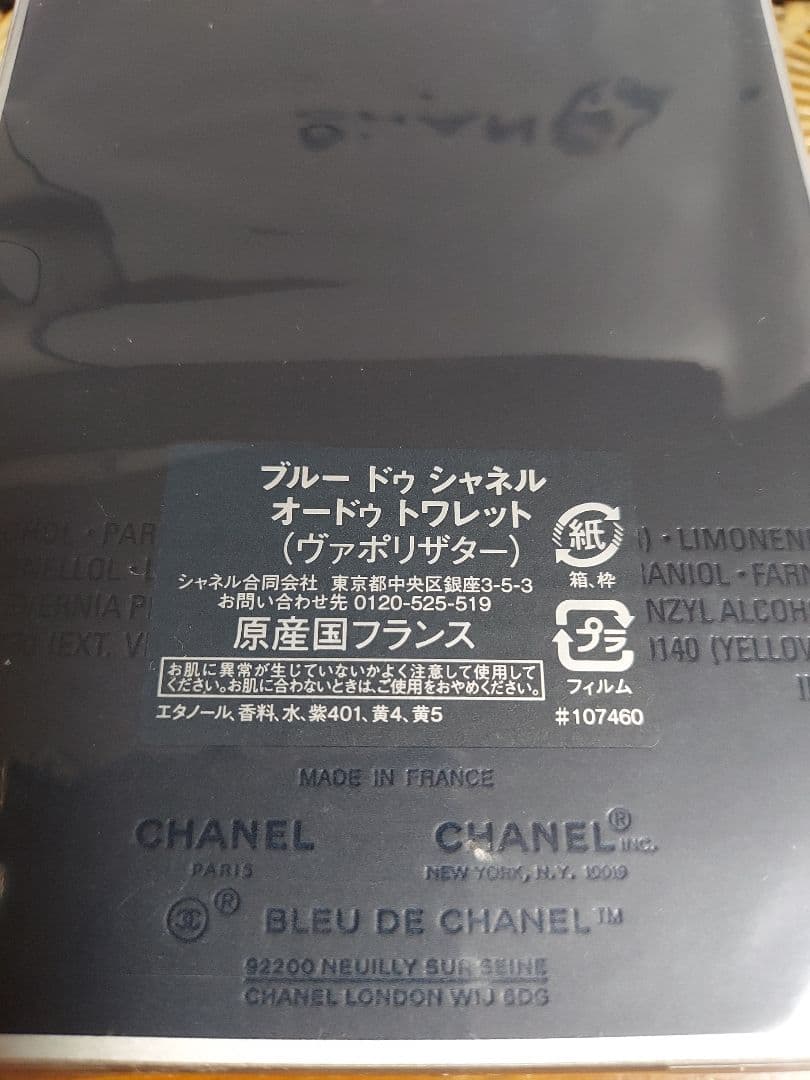 ブルー ドゥ シャネル
オードゥ トワレット
(ヴァポリザター)
シャネル合同会社 東京都中央区銀座3-5-3
お問い合わせ先 0120-525-519
原産国フランス
お肌に異常が生じていないかよく注意して使用して
ください。お肌に合わないときは、ご使用をおやめください。
エタノール、香料、水、紫401、黄4、黄5
紙
箱、枠
プラ
フィルム
#107460
LIMONENE
FARN
NZYL ALCOH
MADE IN FRANCE
CHANEL
PARIS
CHANEL® INC.
NEW YORK, N.Y. 10019
® BLEU DE CHANEL™
92200 NEUILLY SUR SEINE
CHANEL LONDON W1J 6DG